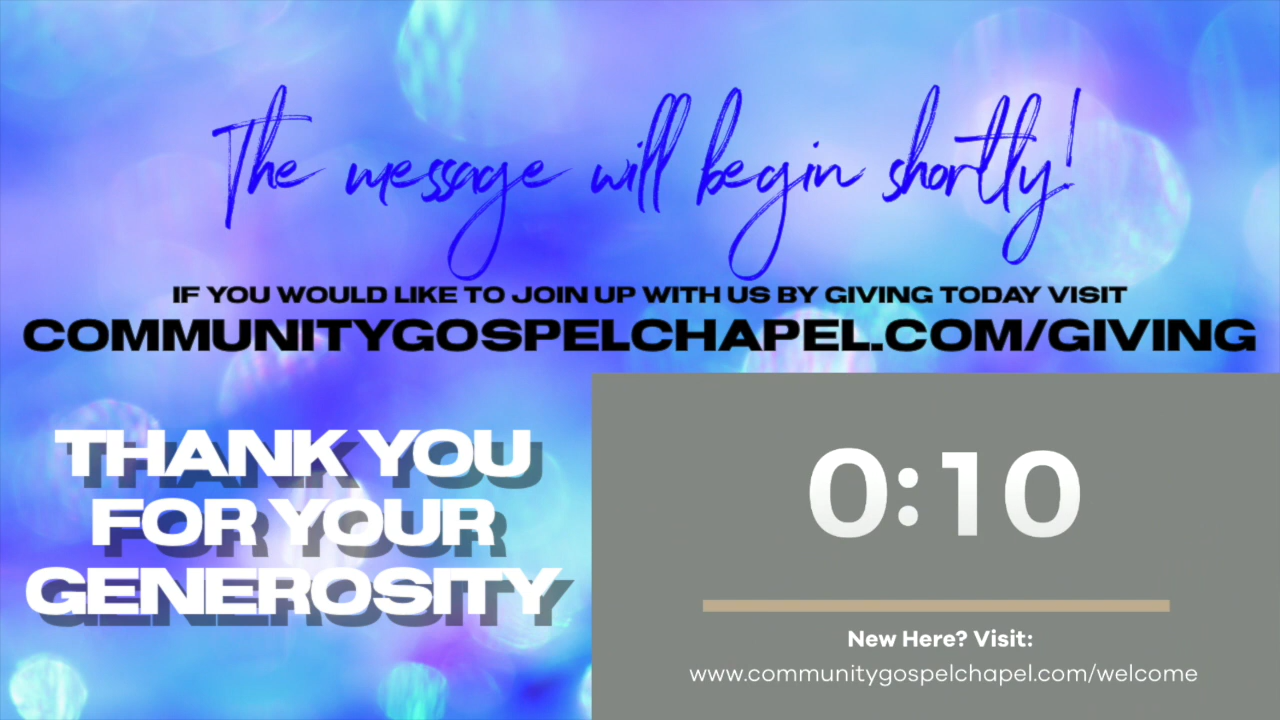 The message will begin shortly!
IF YOU WOULD LIKE TO JOIN UP WITH US BY GIVING TODAY VISIT
COMMUNITYGOSPELCHAPEL.COM/GIVING
THANK YOU
FOR YOUR
GENEROSITY
0:10
New Here? Visit:
www.communitygospelchapel.com/welcome